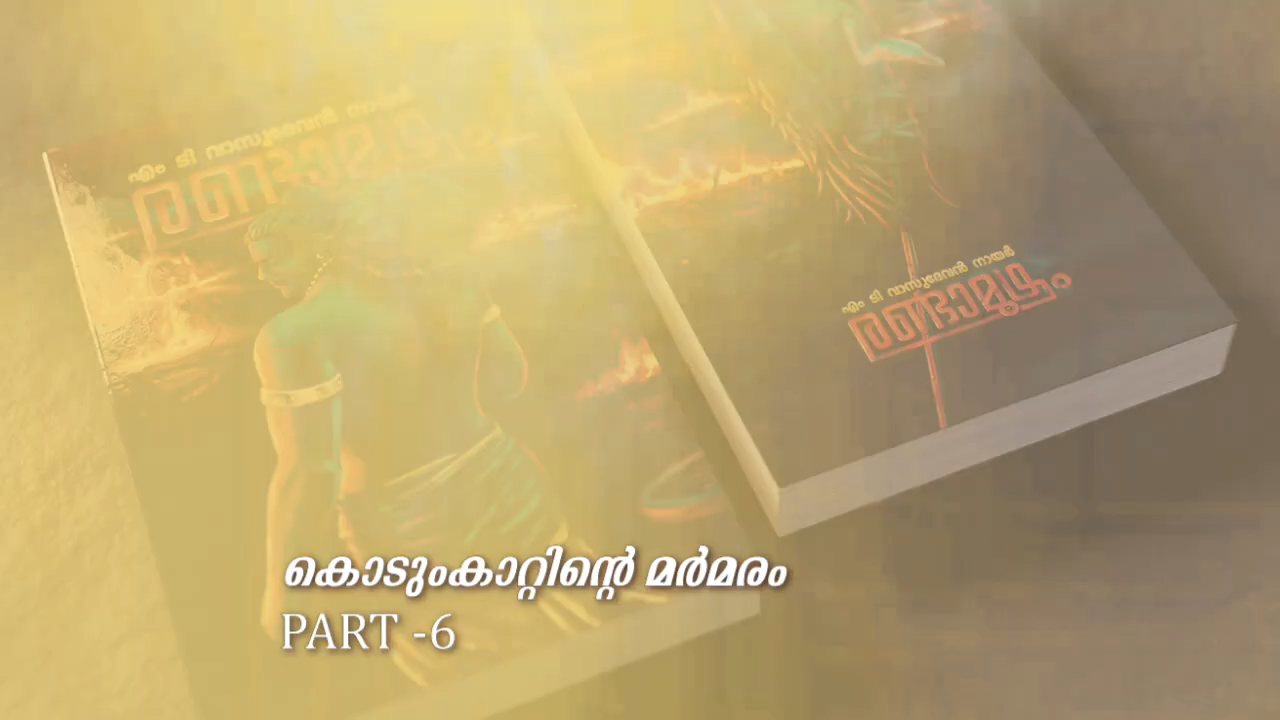 എം ടി വാസുദേവൻ നായർ
രണ്ടാമൂഴം
എം ടി വാസുദേവൻ നായർ
രണ്ടാമൂഴം
കൊടുംകാറ്റിന്റെ മർമരം
PART -6